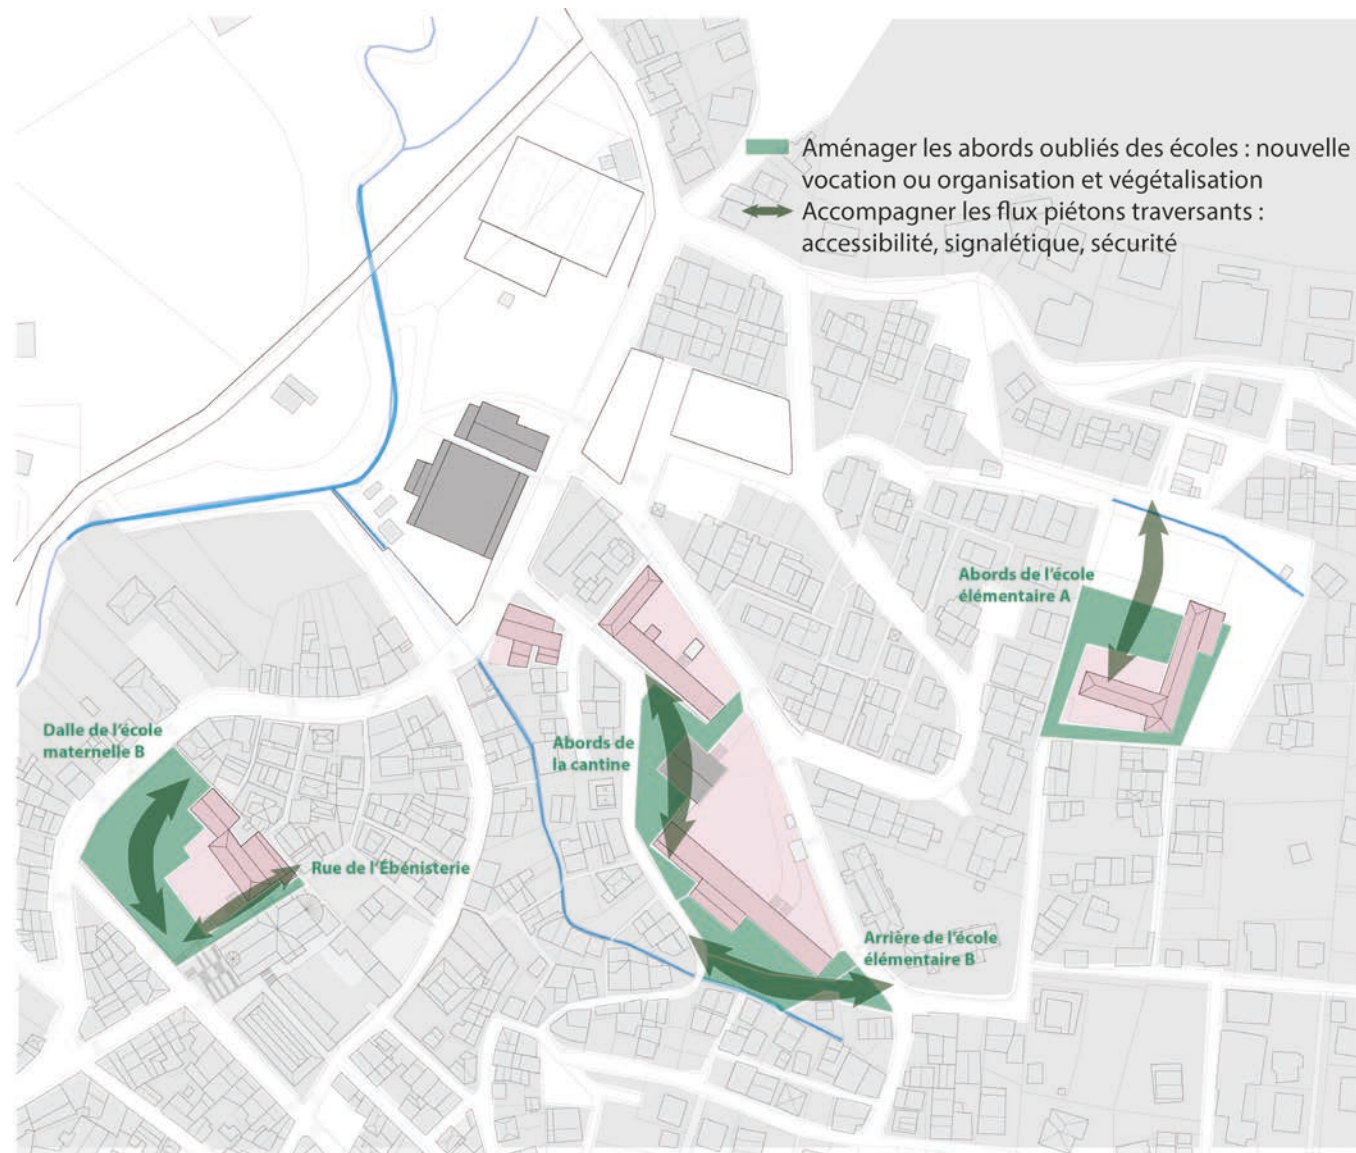 Aménager les abords oubliés des écoles : nouvelle
vocation ou organisation et végétalisation
Accompagner les flux piétons traversants :
accessibilité, signalétique, sécurité
Abords de l'école
élémentaire A
Dalle de l'école
maternelle B
Abords de
la cantine
Rue de l'Ébénisterie
Arrière de l'école
élémentaire B